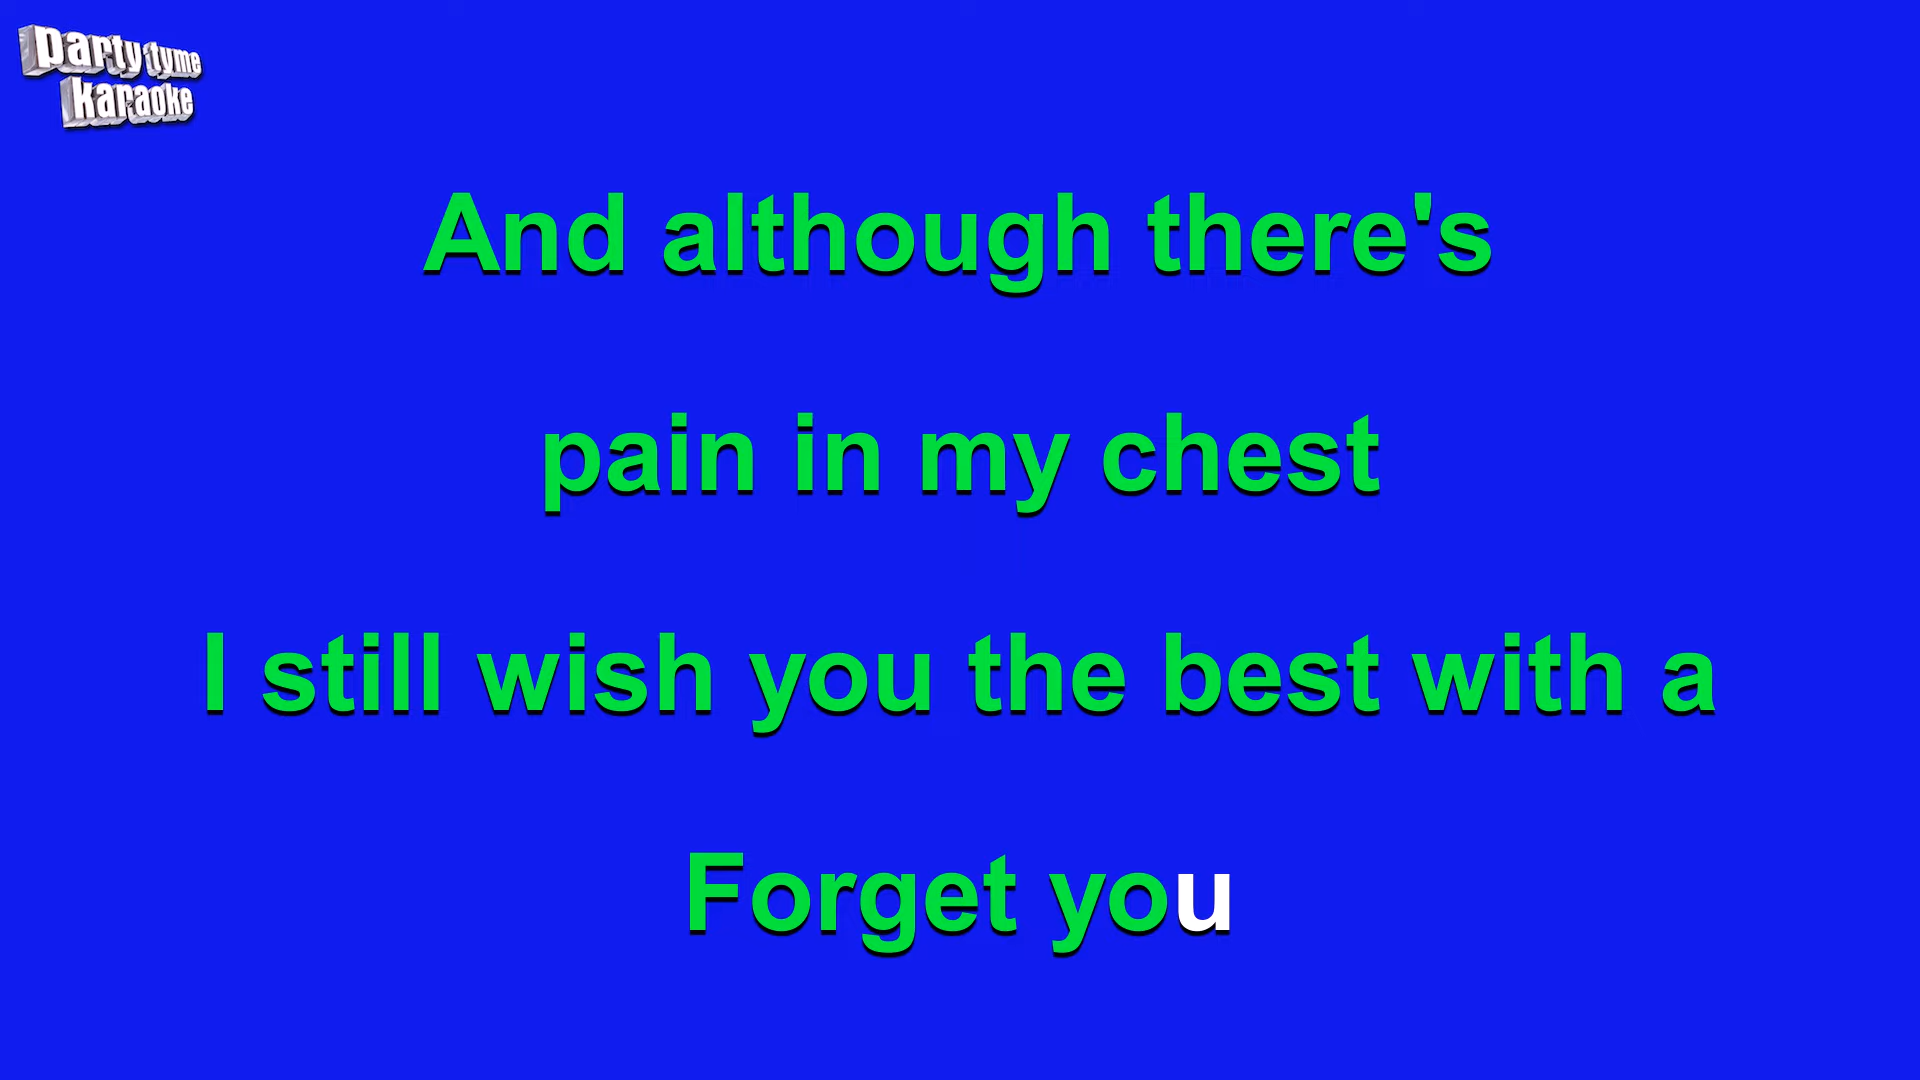 party tyme
karaoke
And although there's
pain in my chest
I still wish you the best with a
Forget you